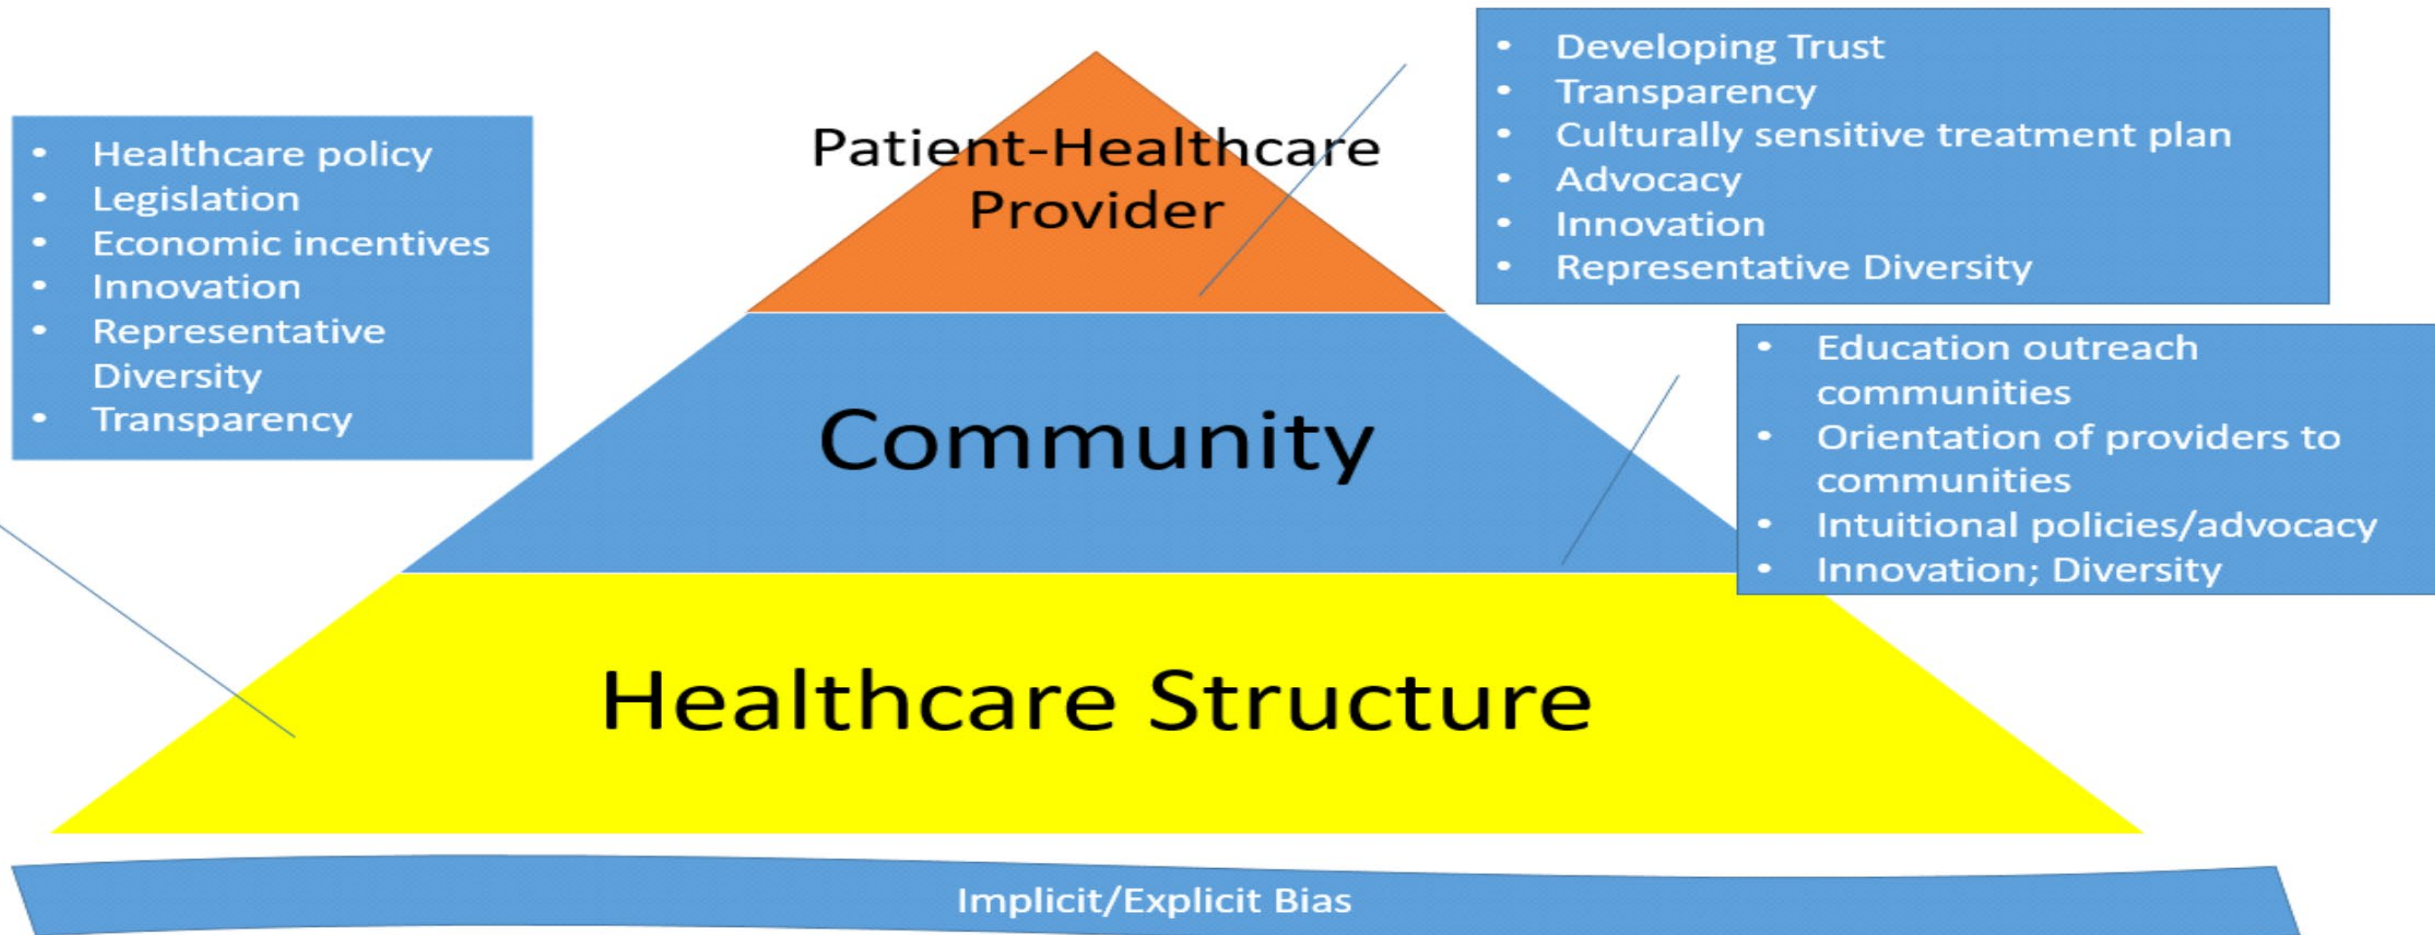 • Healthcare policy
• Legislation
• Economic incentives
• Innovation
• Representative
Diversity
• Transparency
Patient-Healthcare
Provider
• Developing Trust
• Transparency
• Culturally sensitive treatment plan
• Advocacy
• Innovation
• Representative Diversity
Community
• Education outreach
communities
• Orientation of providers to
communities
• Intuitional policies/advocacy
• Innovation; Diversity
Healthcare Structure
Implicit/Explicit Bias